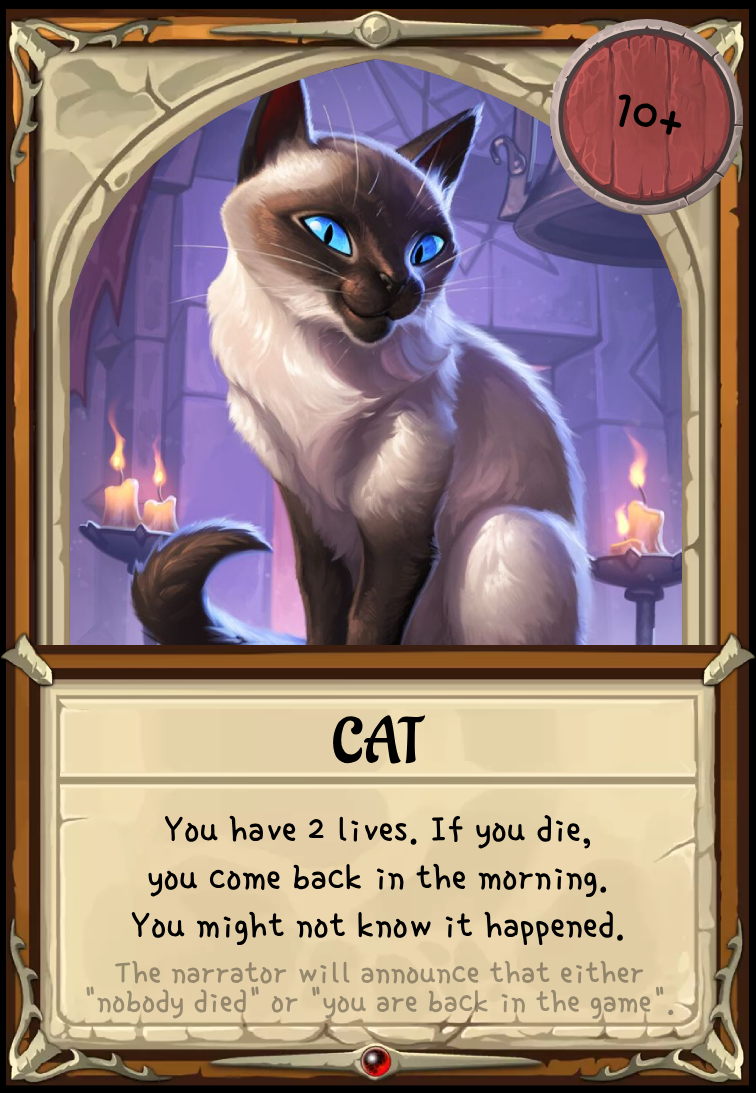 10+
CAT
You have 2 lives. If you die,
you come back in the morning.
You might not know it happened.
The narrator will announce that either
"nobody died" or "you are back in the game".